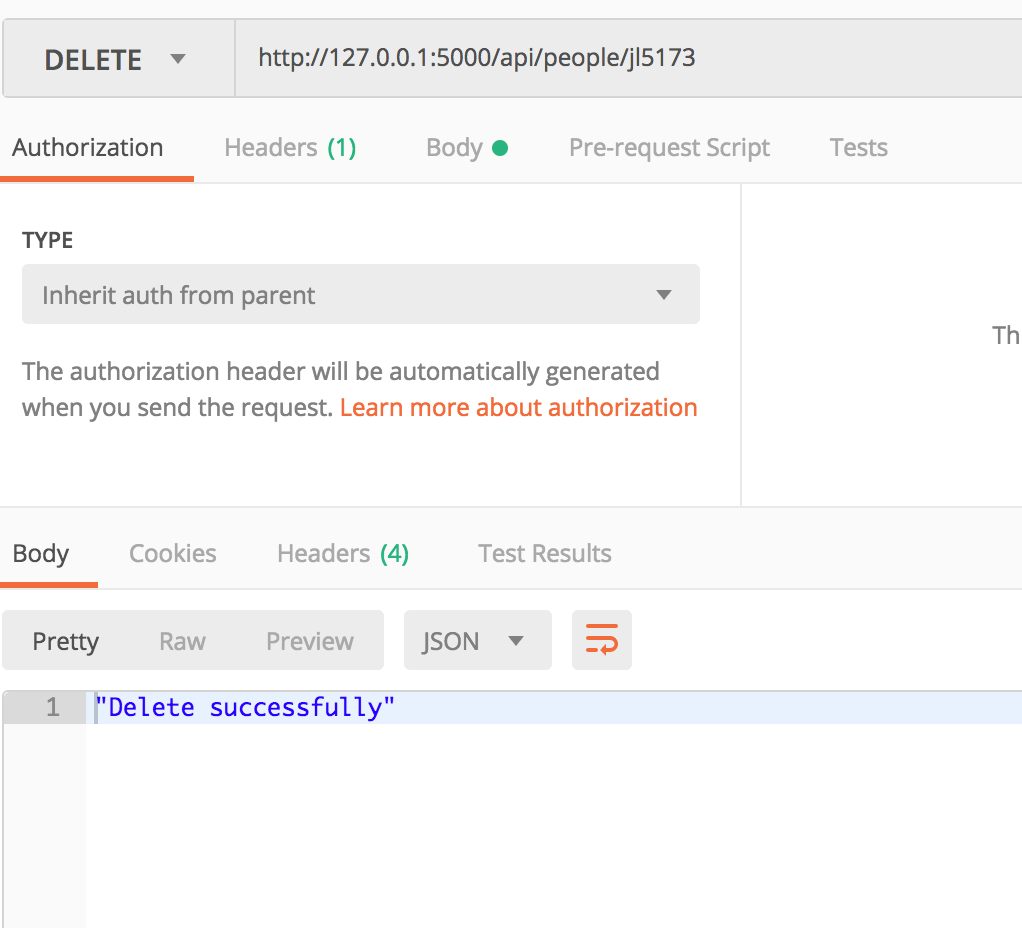 DELETE http://127.0.0.1:5000/api/people/jl5173
Authorization Headers (1) Body Pre-request Script Tests
TYPE
Inherit auth from parent
Th
The authorization header will be automatically generated
when you send the request. Learn more about authorization
Body Cookies Headers (4) Test Results
Pretty Raw Preview JSON
1 "Delete successfully"